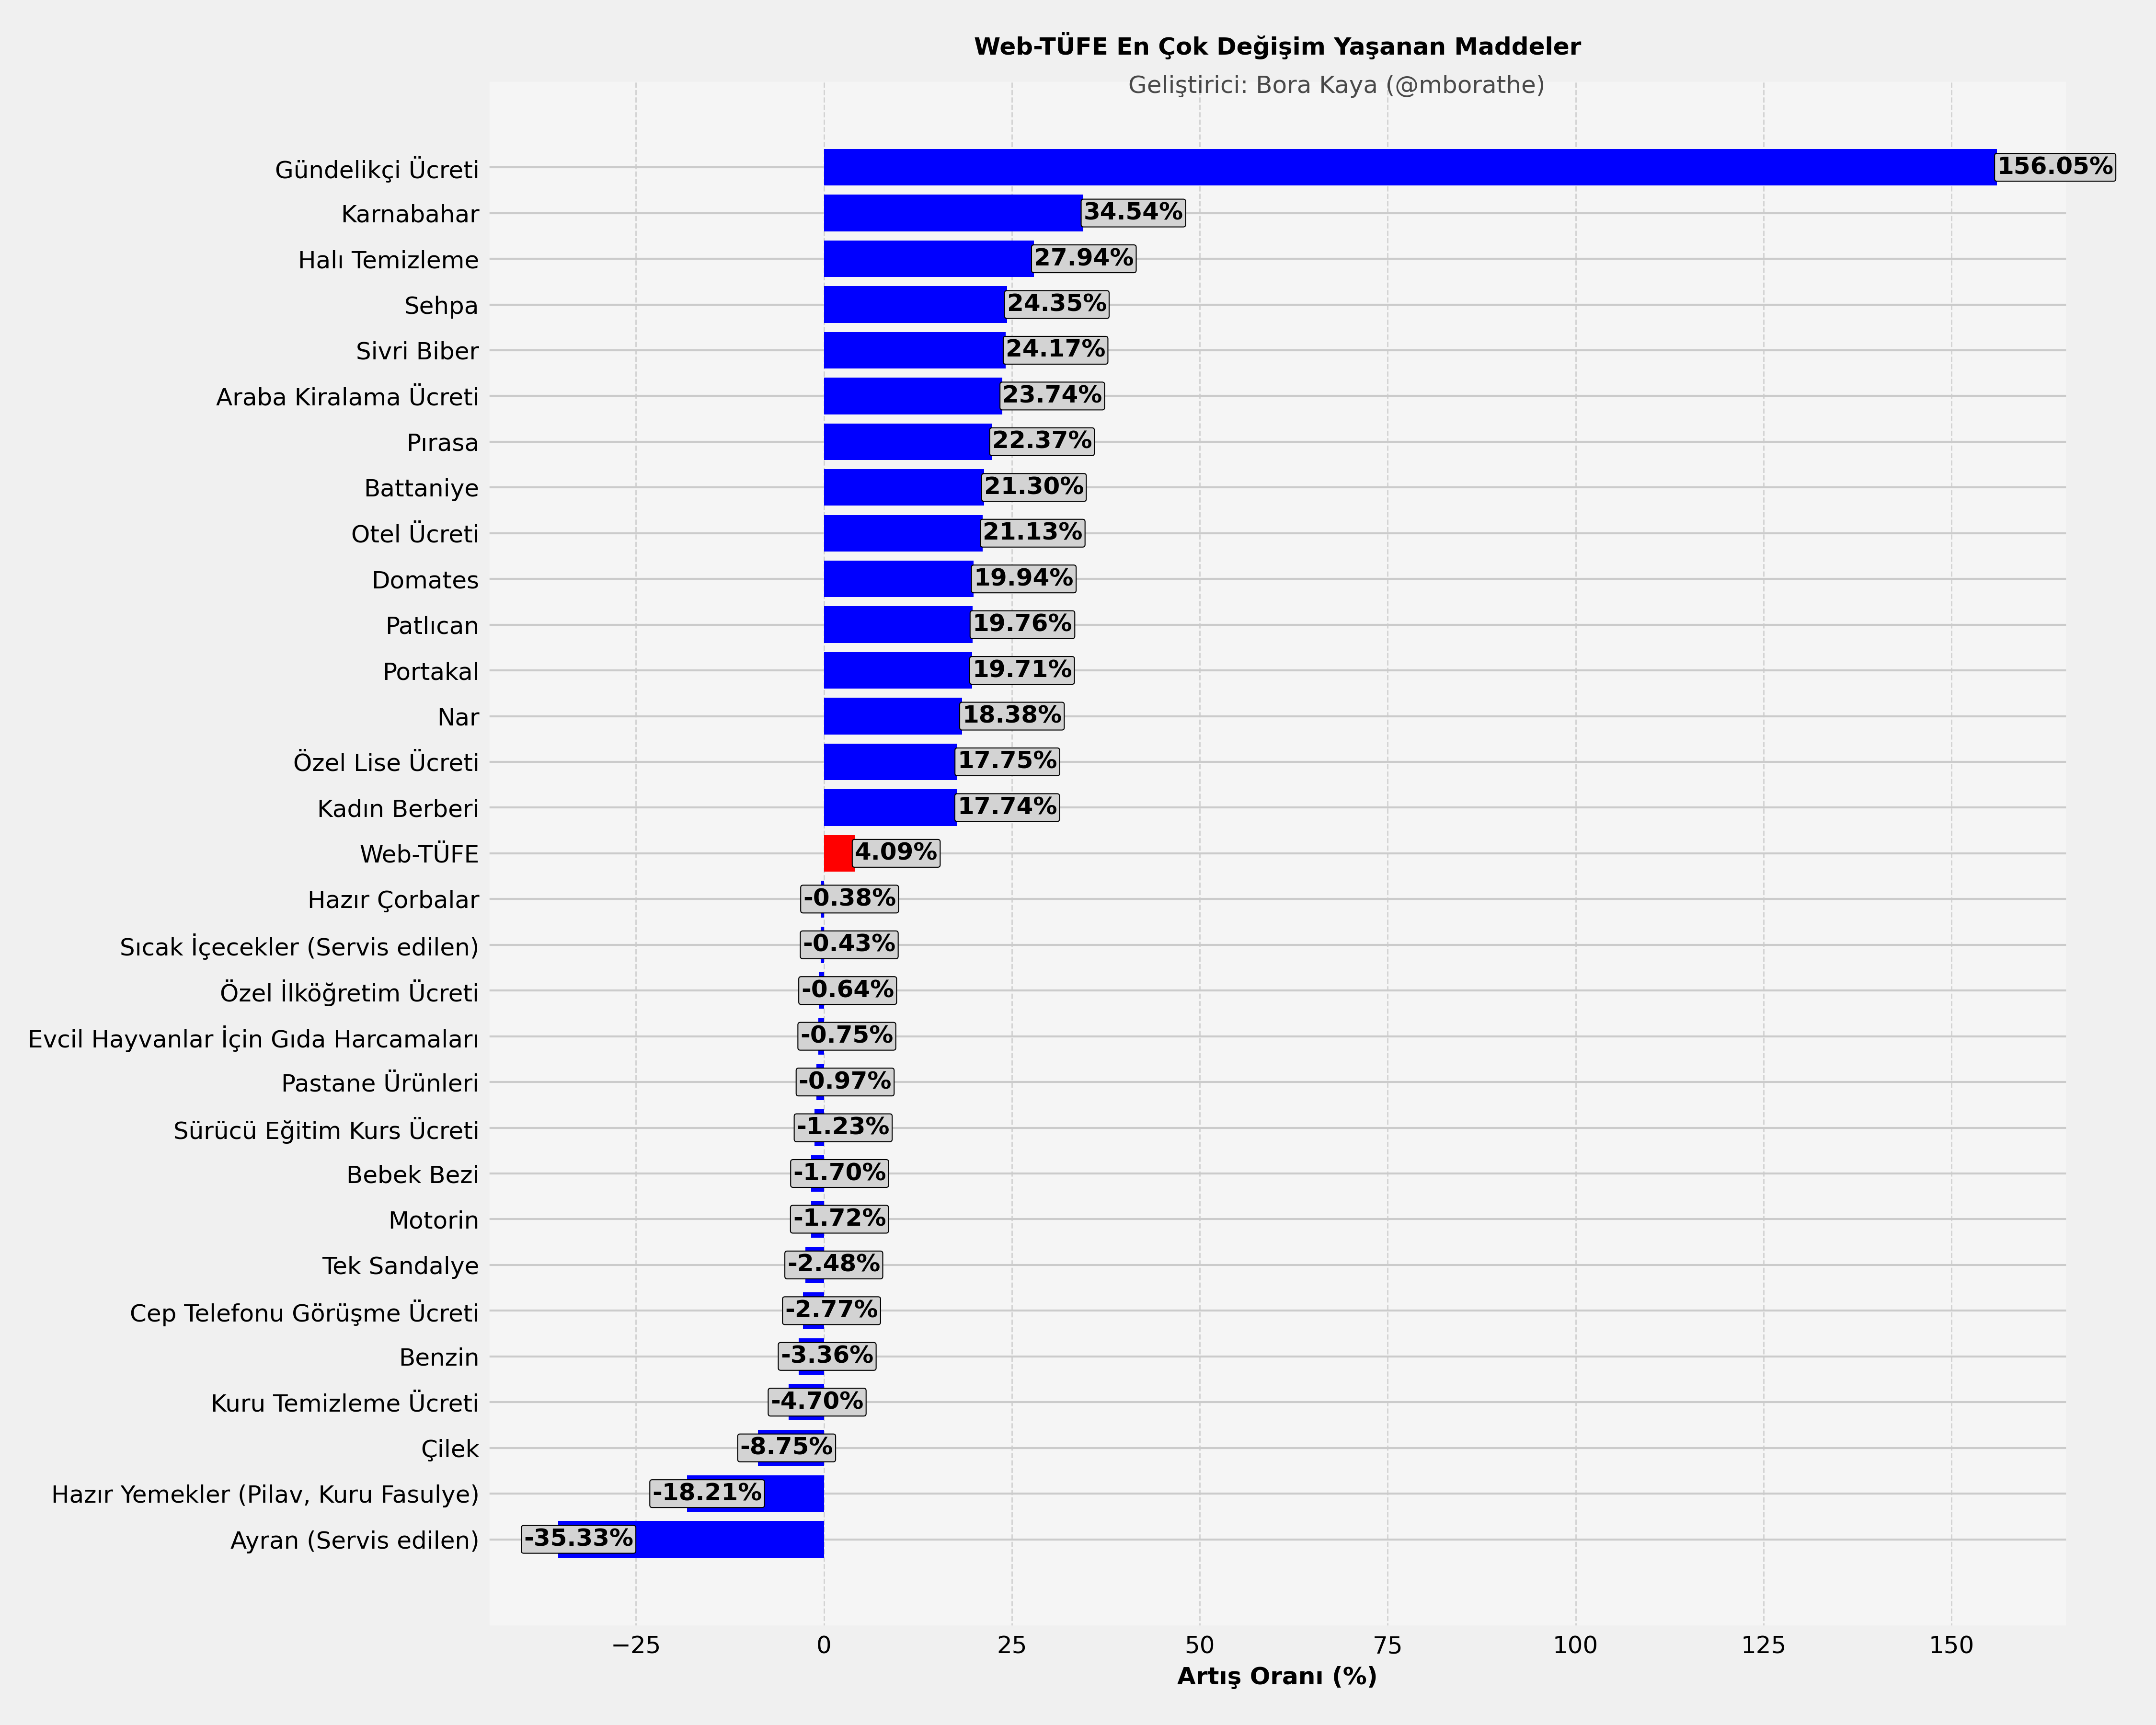 Web-TÜFE En Çok Değişim Yaşanan Maddeler
Geliştirici: Bora Kaya (@mborathe)
Gündelikçi Ücreti 156.05%
Karnabahar 34.54%
Halı Temizleme 27.94%
Sehpa 24.35%
Sivri Biber 24.17%
Araba Kiralama Ücreti 23.74%
Pırasa 22.37%
Battaniye 21.30%
Otel Ücreti 21.13%
Domates 19.94%
Patlıcan 19.76%
Portakal 19.71%
Nar 18.38%
Özel Lise Ücreti 17.75%
Kadın Berberi 17.74%
Web-TÜFE 4.09%
Hazır Çorbalar -0.38%
Sıcak İçecekler (Servis edilen) -0.43%
Özel İlköğretim Ücreti -0.64%
Evcil Hayvanlar İçin Gıda Harcamaları -0.75%
Pastane Ürünleri -0.97%
Sürücü Eğitim Kurs Ücreti -1.23%
Bebek Bezi -1.70%
Motorin -1.72%
Tek Sandalye -2.48%
Cep Telefonu Görüşme Ücreti -2.77%
Benzin -3.36%
Kuru Temizleme Ücreti -4.70%
Çilek -8.75%
Hazır Yemekler (Pilav, Kuru Fasulye) -18.21%
Ayran (Servis edilen) -35.33%
−25 0 25 50 75 100 125 150
Artış Oranı (%)